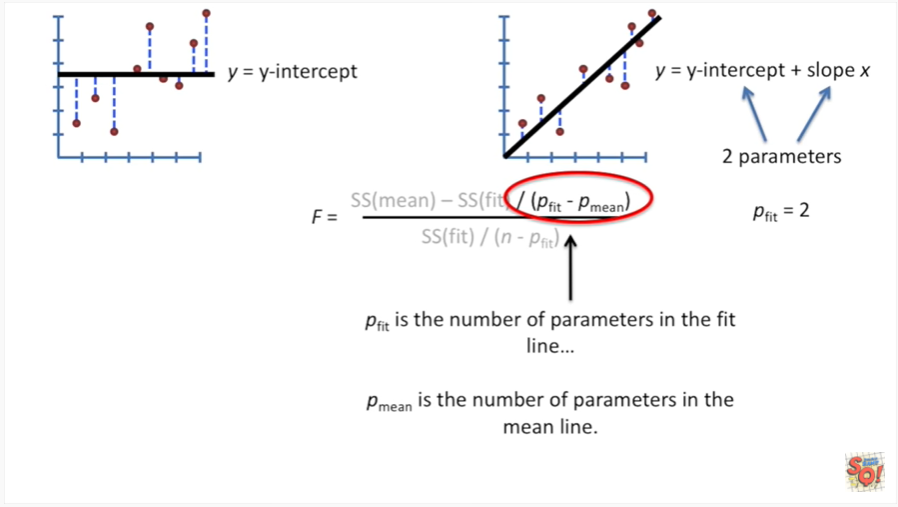 y = y-intercept
y = y-intercept + slope x
2 parameters
F = SS(mean) – SS(fit) / (pfit - pmean)
SS(fit) / (n - pfit)
pfit = 2
pfit is the number of parameters in the fit
line...
pmean is the number of parameters in the
mean line.
SQ!